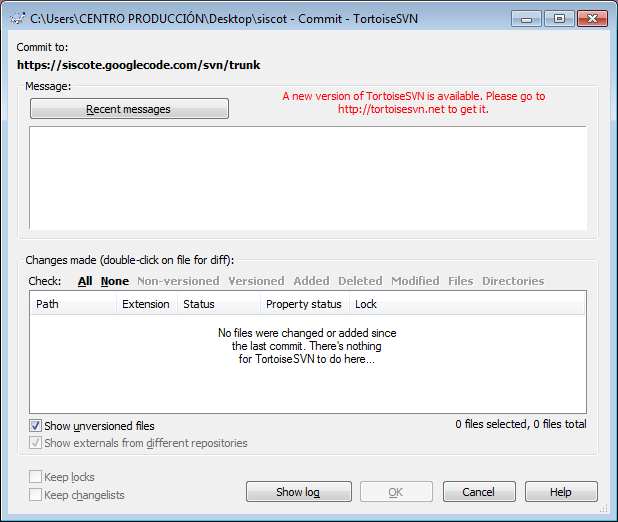 C:\Users\CENTRO PRODUCCIÓN\Desktop\siscot - Commit - TortoiseSVN
Commit to:
https://siscote.googlecode.com/svn/trunk
Message:
Recent messages
A new version of TortoiseSVN is available. Please go to
http://tortoisesvn.net to get it.
Changes made (double-click on file for diff):
Check: All None Non-versioned Versioned Added Deleted Modified Files Directories
Path Extension Status Property status Lock
No files were changed or added since
the last commit. There's nothing
for TortoiseSVN to do here...
Show unversioned files
0 files selected, 0 files total
Show externals from different repositories
Keep locks
Keep changelists
Show log OK Cancel Help